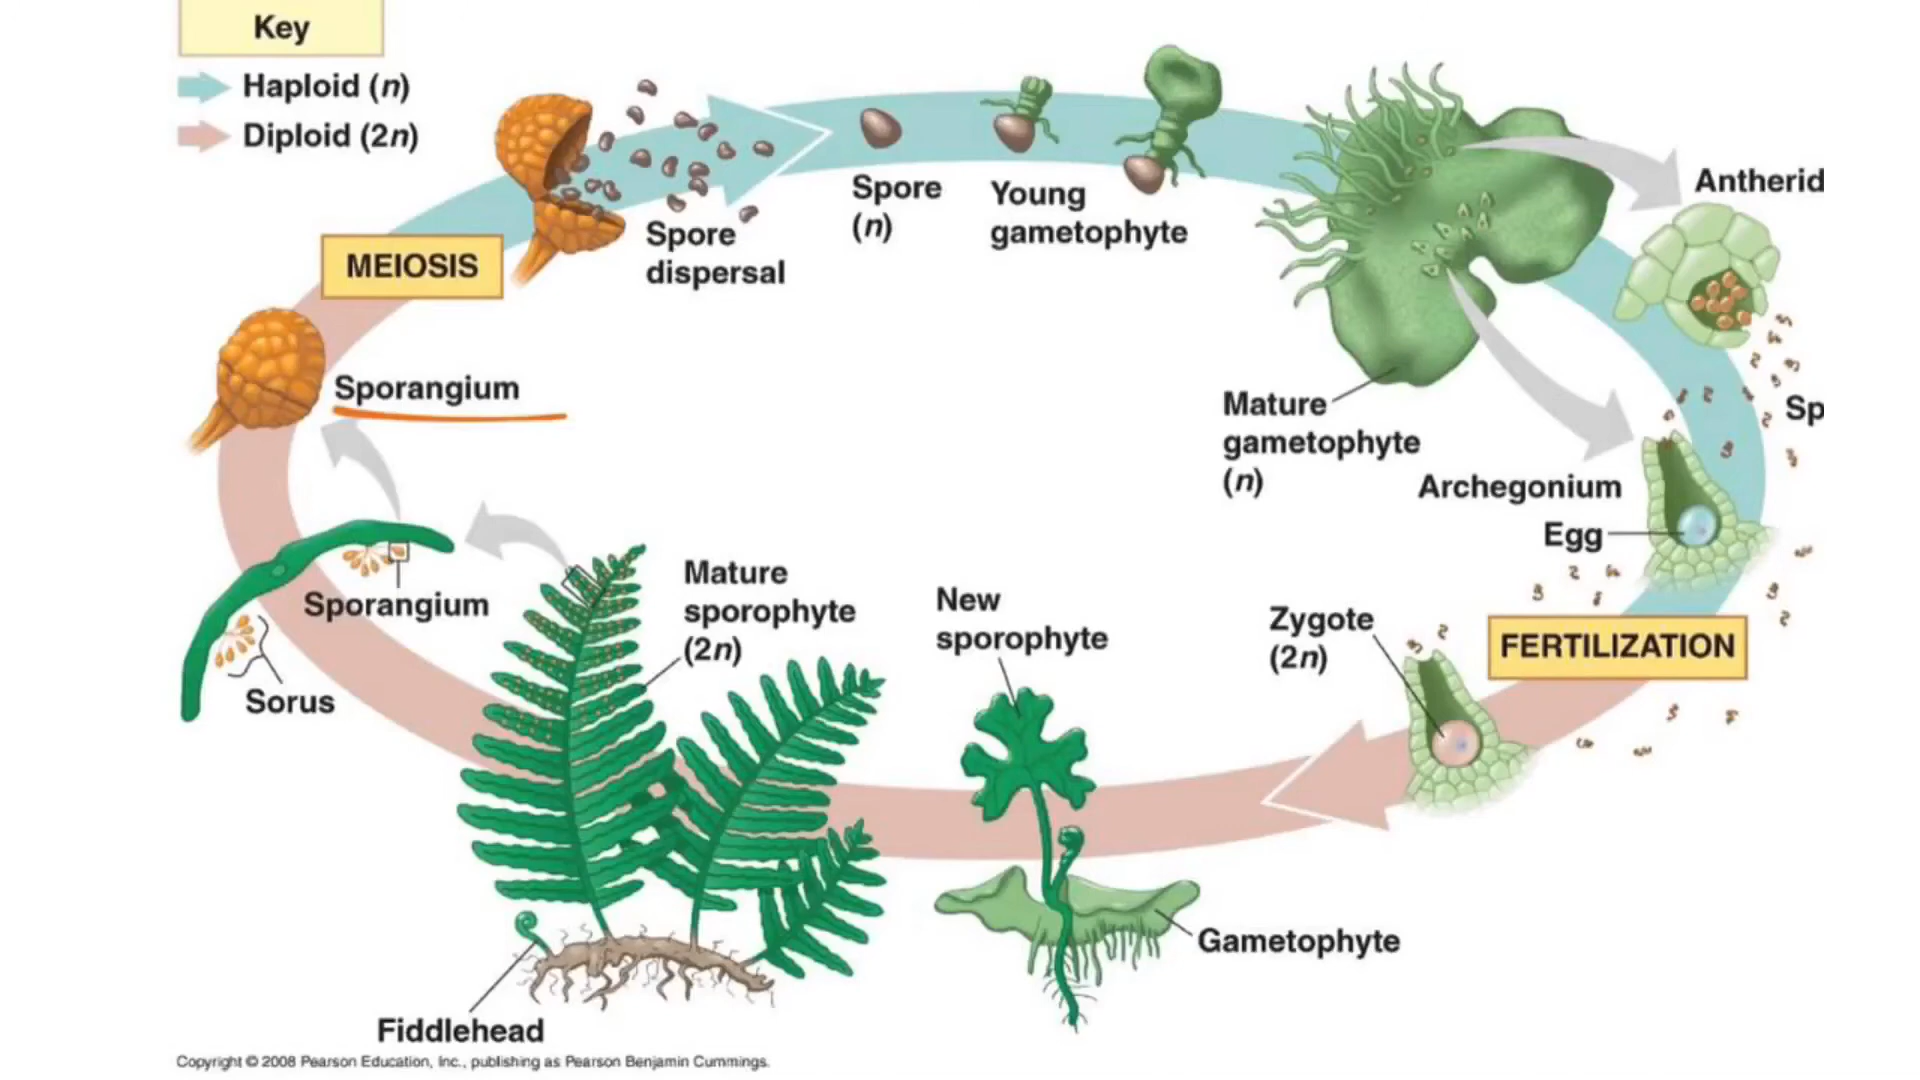 Key
Haploid (n)
Diploid (2n)
MEIOSIS
Spore
dispersal
Spore
(n)
Young
gametophyte
Antherid
Sporangium
Mature
gametophyte
(n)
Sp
Archegonium
Egg
FERTILIZATION
Zygote
(2n)
New
sporophyte
Mature
sporophyte
(2n)
Sporangium
Sorus
Gametophyte
Fiddlehead
Copyright © 2008 Pearson Education, Inc., publishing as Pearson Benjamin Cummings.